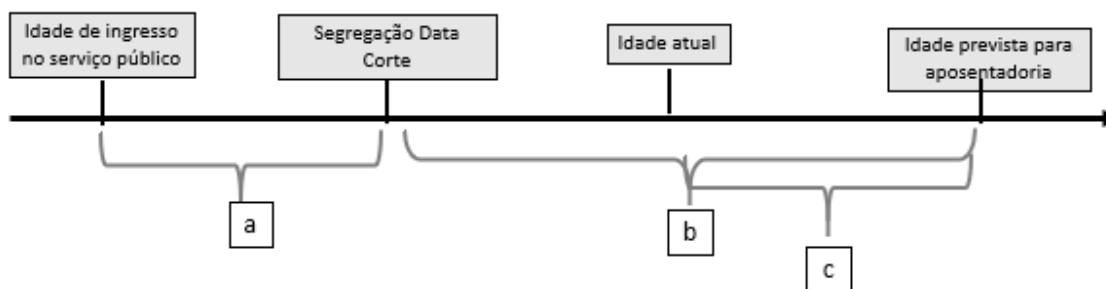 Idade de ingresso
no serviço público
Segregação Data
Corte
Idade atual
Idade prevista para
aposentadoria
a
b
c